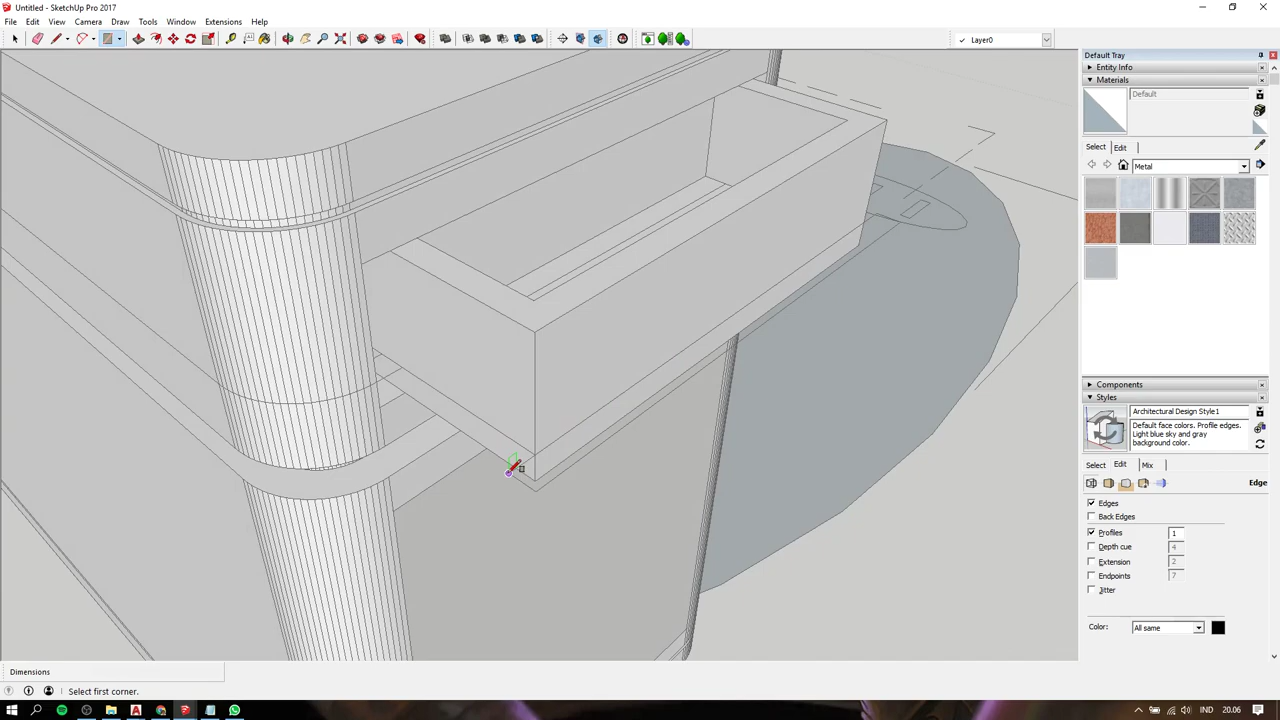 Untitled - SketchUp Pro 2017
File Edit View Camera Draw Tools Window Extensions Help
✓ Layer0
Default Tray
Entity Info
Materials
Default
Select Edit
Metal
Components
Styles
Architectural Design Style1
Default face colors. Profile edges.
Light blue sky and gray
background color.
Select Edit Mix
Edge
Edges
Back Edges
Profiles 1
Depth cue 4
Extension 2
Endpoints 7
Jitter
Color: All same
Dimensions
Select first corner.
IND 20.06